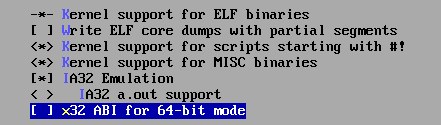 -*- Kernel support for ELF binaries
[ ] Write ELF core dumps with partial segments
<*> Kernel support for scripts starting with #!
<*> Kernel support for MISC binaries
[*] IA32 Emulation
< >   IA32 a.out support
[ ] x32 ABI for 64-bit mode